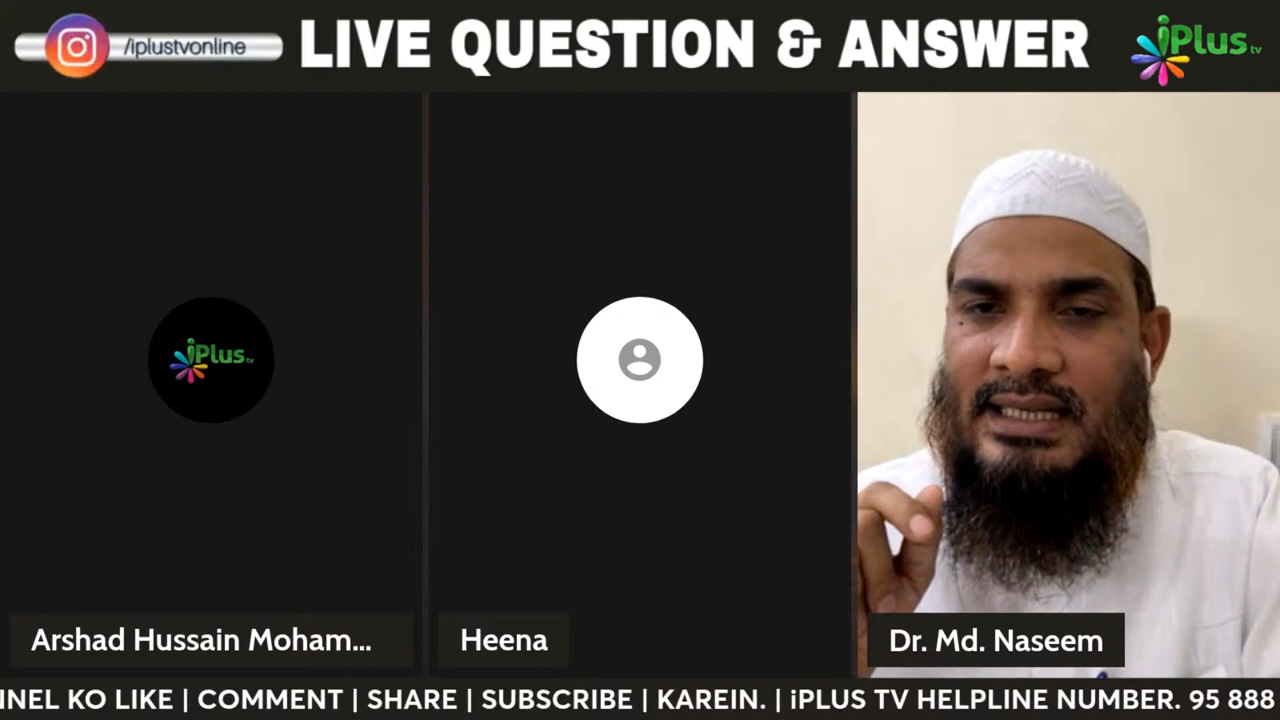 /iplustvonline
LIVE QUESTION & ANSWER
iPlus tv
iPlus tv
Arshad Hussain Moham...
Heena
Dr. Md. Naseem
NNEL KO LIKE | COMMENT | SHARE | SUBSCRIBE | KAREIN. | iPLUS TV HELPLINE NUMBER. 95 888